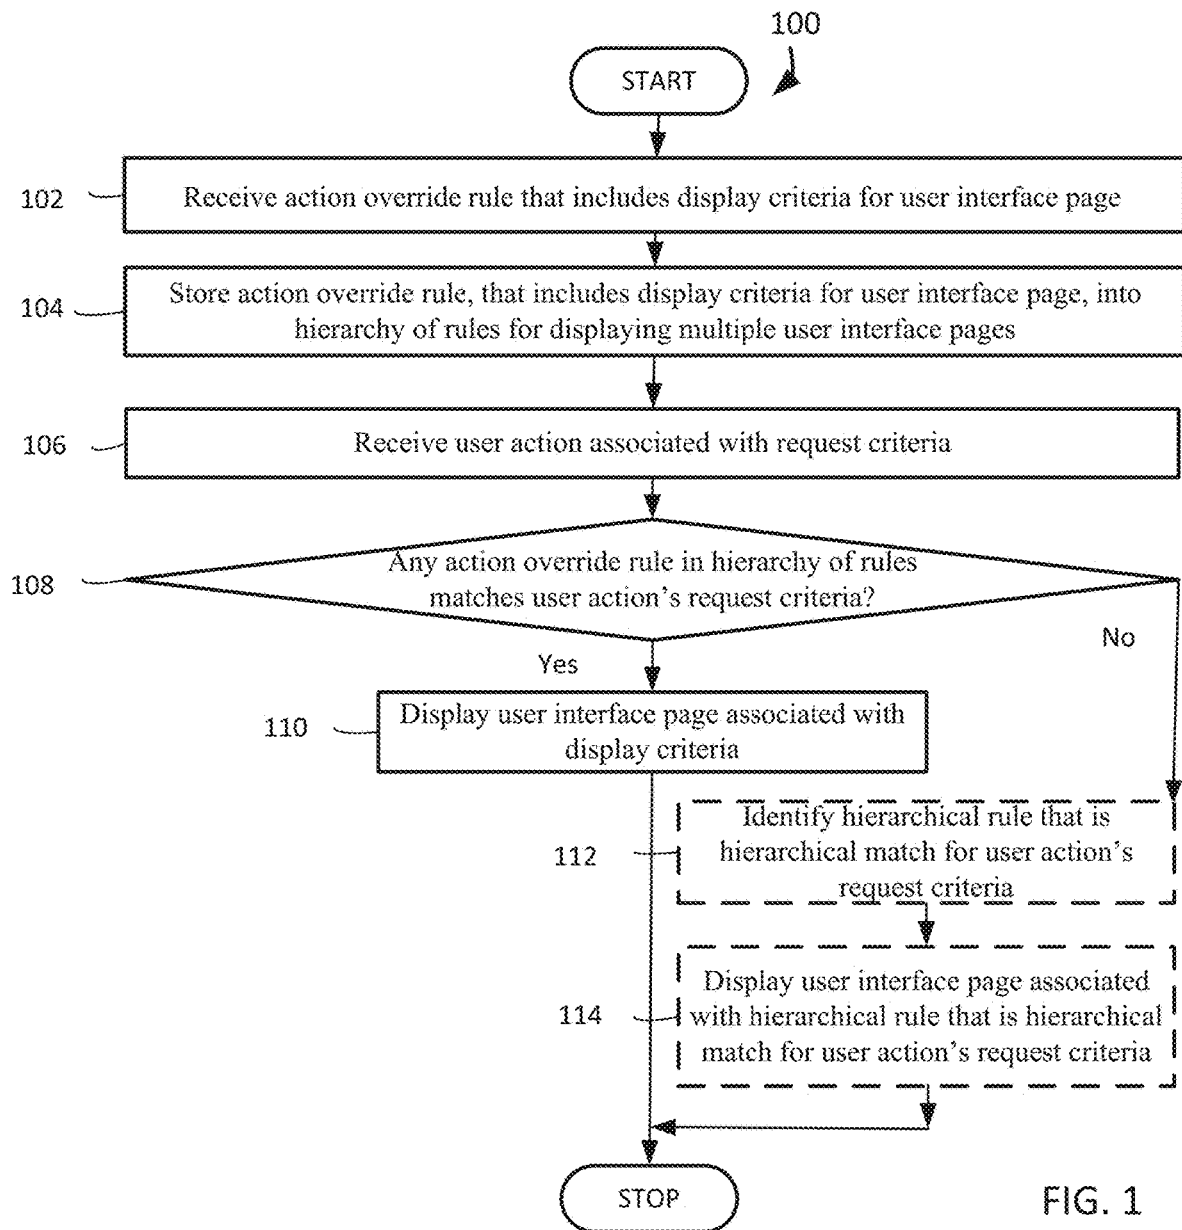 100
START
102
Receive action override rule that includes display criteria for user interface page
104
Store action override rule, that includes display criteria for user interface page, into
hierarchy of rules for displaying multiple user interface pages
106
Receive user action associated with request criteria
108
Any action override rule in hierarchy of rules
matches user action's request criteria?
No
Yes
110
Display user interface page associated with
display criteria
112
Identify hierarchical rule that is
hierarchical match for user action's
request criteria
114
Display user interface page associated
with hierarchical rule that is hierarchical
match for user action's request criteria
STOP
FIG. 1